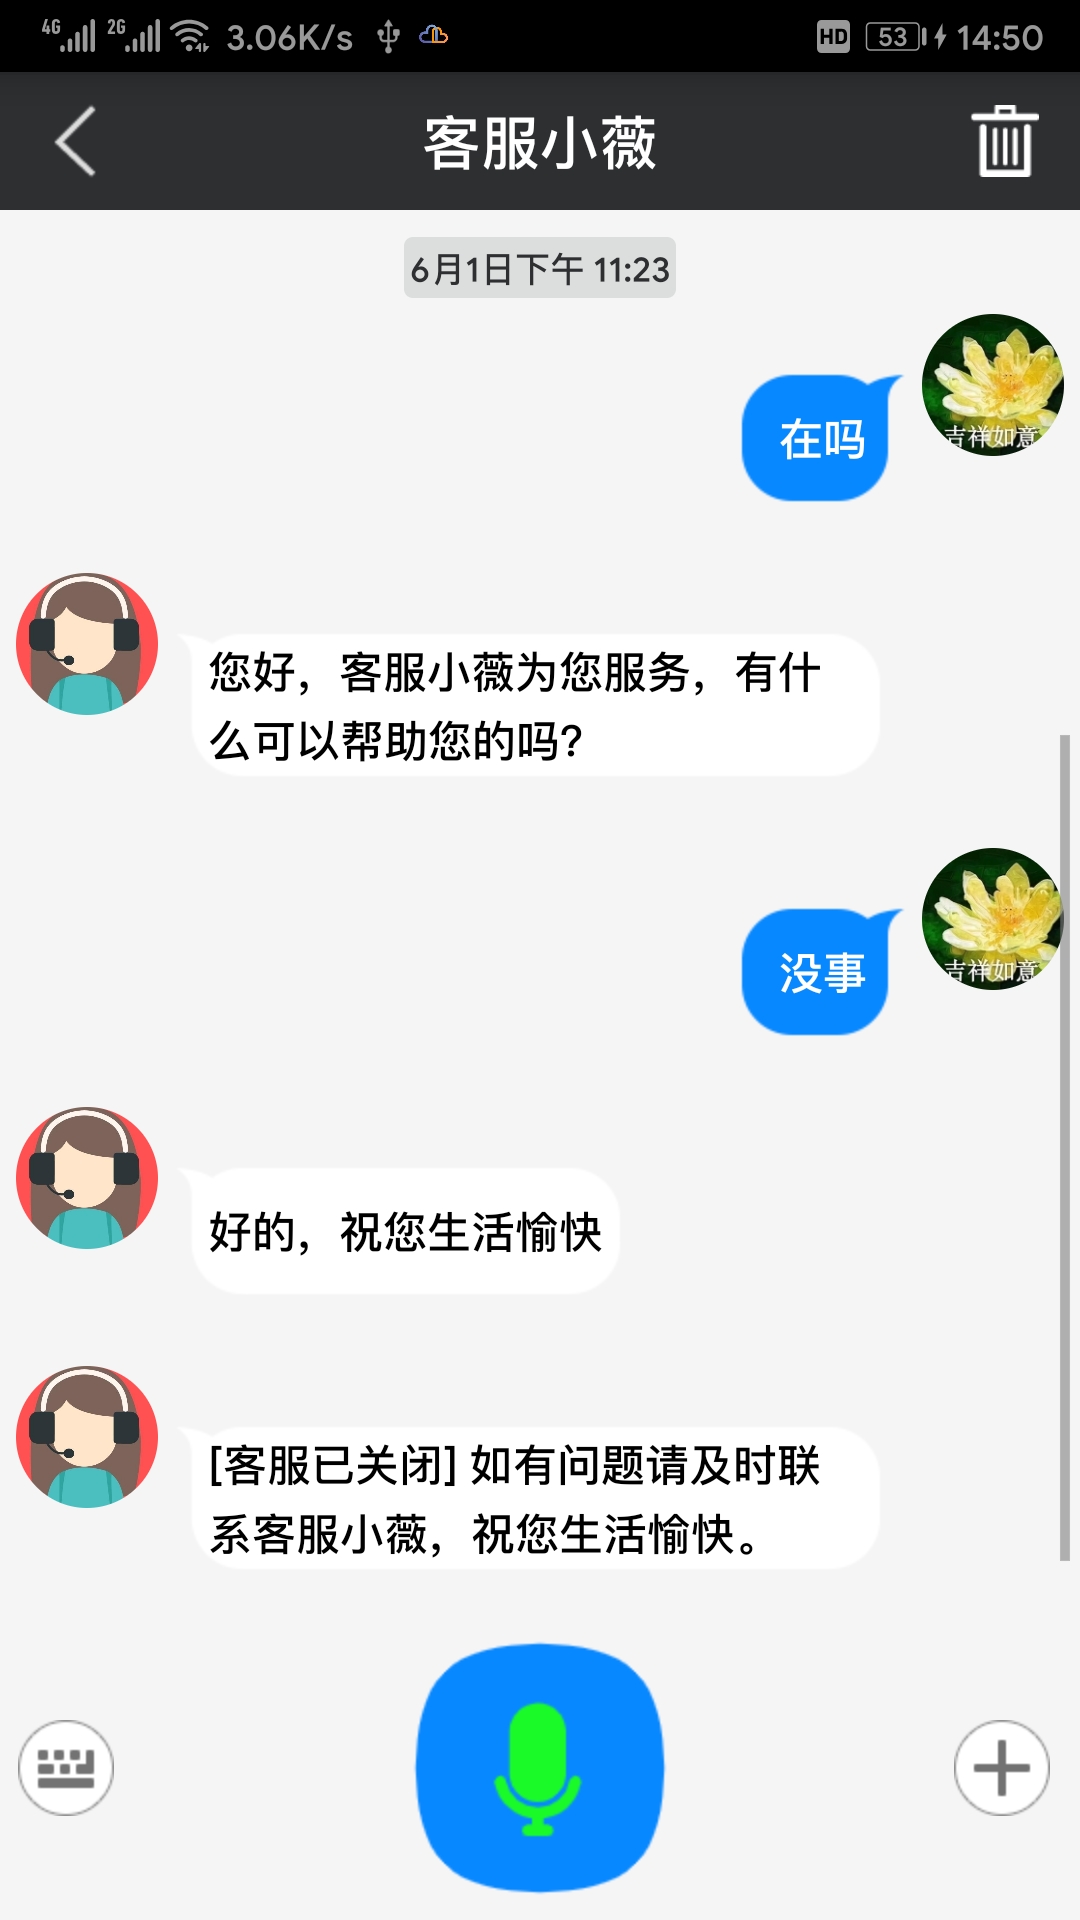 4G 2G 3.06K/s HD 53 14:50
客服小薇
6月1日下午 11:23
在吗
吉祥如意
您好，客服小薇为您服务，有什
么可以帮助您的吗?
没事
吉祥如意
好的，祝您生活愉快
[客服已关闭] 如有问题请及时联
系客服小薇，祝您生活愉快。